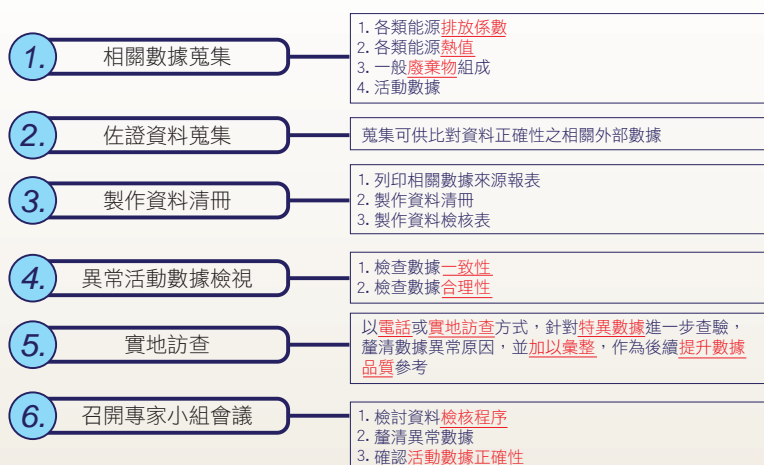 1.
相關數據蒐集
1. 各類能源排放係數
2. 各類能源熱值
3. 一般廢棄物組成
4. 活動數據
2.
佐證資料蒐集
蒐集可供比對資料正確性之相關外部數據
3.
製作資料清冊
1. 列印相關數據來源報表
2. 製作資料清冊
3. 製作資料檢核表
4.
異常活動數據檢視
1. 檢查數據一致性
2. 檢查數據合理性
5.
實地訪查
以電話或實地訪查方式，針對特異數據進一步查驗，
釐清數據異常原因，並加以彙整，作為後續提升數據
品質參考
6.
召開專家小組會議
1. 檢討資料檢核程序
2. 釐清異常數據
3. 確認活動數據正確性